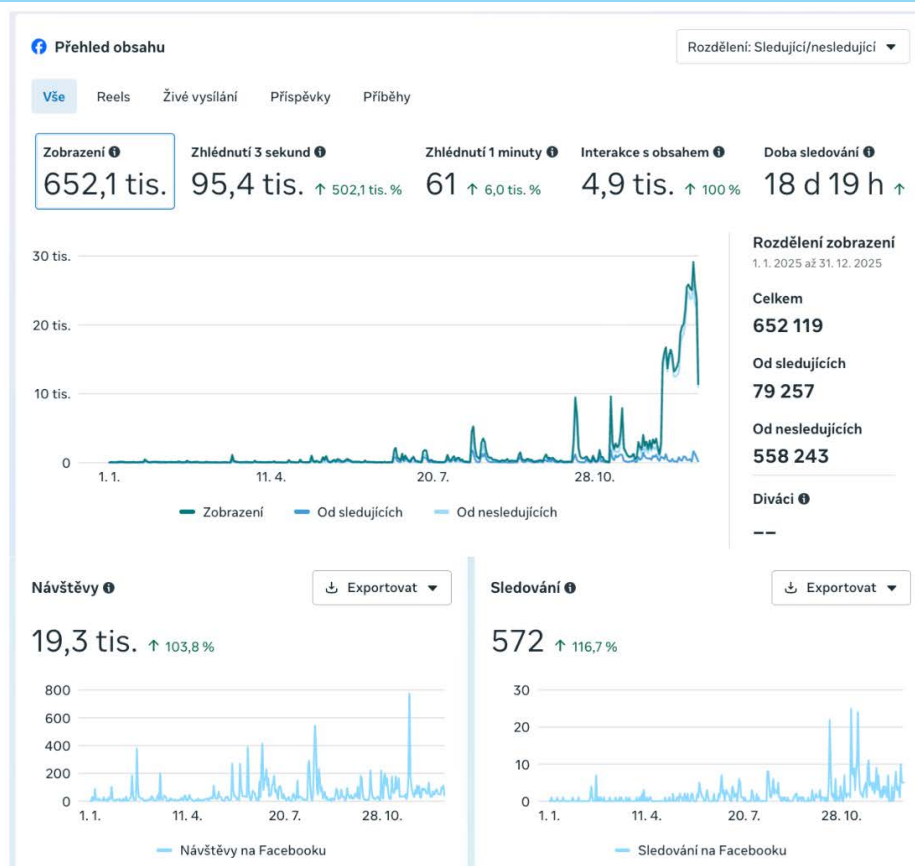 Přehled obsahu
Rozdělení: Sledující/nesledující
Vše Reels Živé vysílání Příspěvky Příběhy
Zobrazení Zhlédnutí 3 sekund Zhlédnutí 1 minuty Interakce s obsahem Doba sledování
652,1 tis. 95,4 tis. ↑ 502,1 tis. % 61 ↑ 6,0 tis. % 4,9 tis. ↑ 100 % 18 d 19 h ↑
30 tis.
20 tis.
10 tis.
0
1. 1. 11. 4. 20. 7. 28. 10.
Zobrazení Od sledujících Od nesledujících
Rozdělení zobrazení
1. 1. 2025 až 31. 12. 2025
Celkem
652 119
Od sledujících
79 257
Od nesledujících
558 243
Diváci
--
Návštěvy Exportovat
19,3 tis. ↑ 103,8 %
800
600
400
200
0
1. 1. 11. 4. 20. 7. 28. 10.
Návštěvy na Facebooku
Sledování Exportovat
572 ↑ 116,7 %
30
20
10
0
1. 1. 11. 4. 20. 7. 28. 10.
Sledování na Facebooku